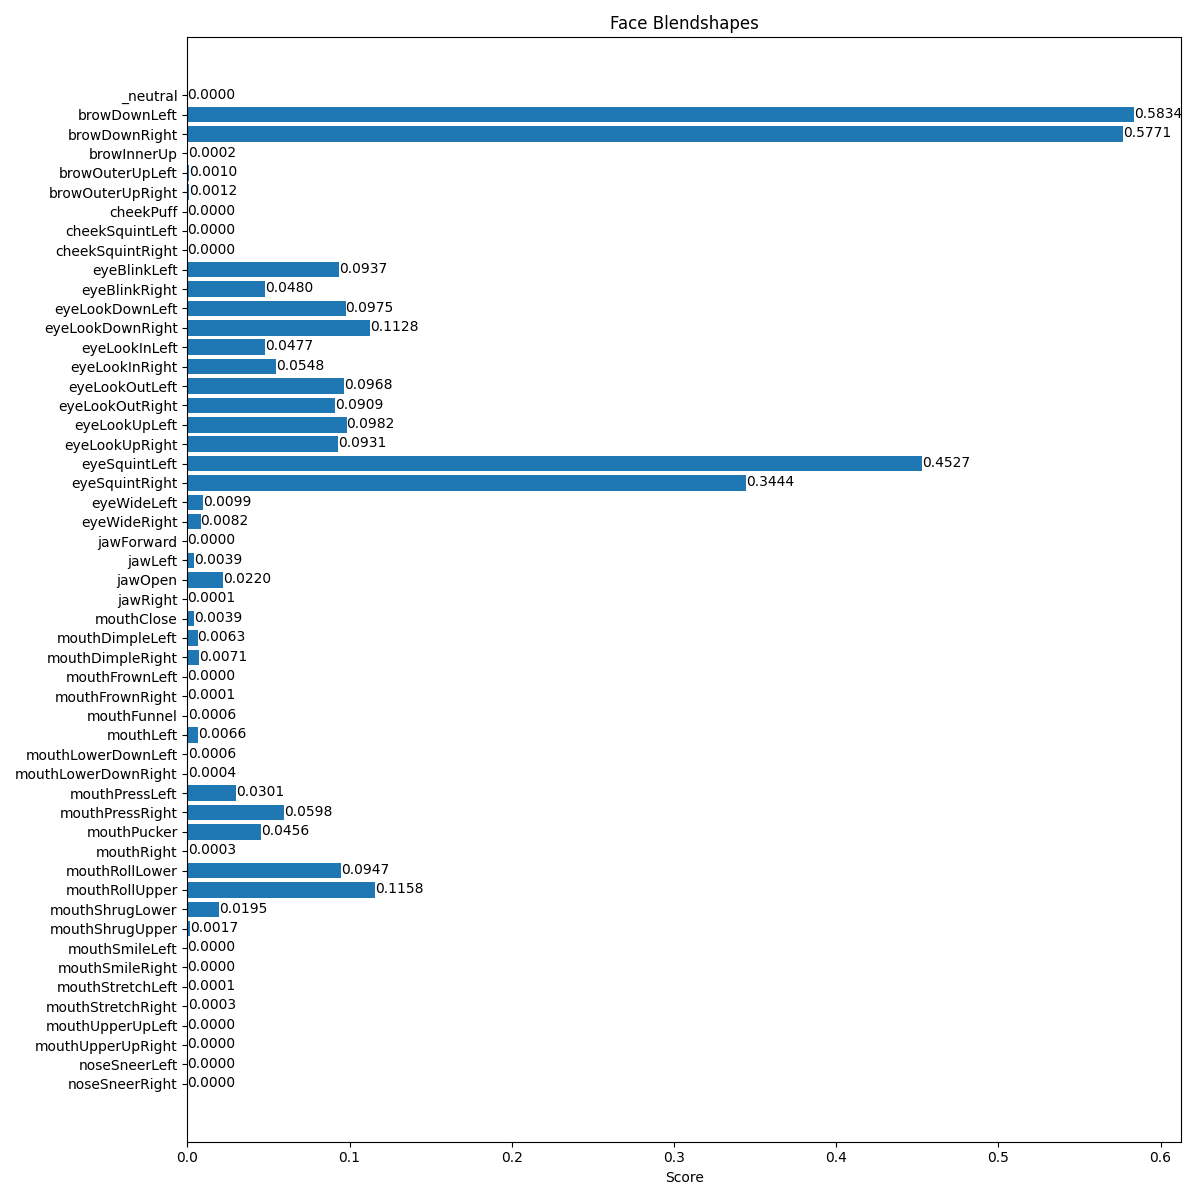 Face Blendshapes
_neutral 0.0000
browDownLeft 0.5834
browDownRight 0.5771
browInnerUp 0.0002
browOuterUpLeft 0.0010
browOuterUpRight 0.0012
cheekPuff 0.0000
cheekSquintLeft 0.0000
cheekSquintRight 0.0000
eyeBlinkLeft 0.0937
eyeBlinkRight 0.0480
eyeLookDownLeft 0.0975
eyeLookDownRight 0.1128
eyeLookInLeft 0.0477
eyeLookInRight 0.0548
eyeLookOutLeft 0.0968
eyeLookOutRight 0.0909
eyeLookUpLeft 0.0982
eyeLookUpRight 0.0931
eyeSquintLeft 0.4527
eyeSquintRight 0.3444
eyeWideLeft 0.0099
eyeWideRight 0.0082
jawForward 0.0000
jawLeft 0.0039
jawOpen 0.0220
jawRight 0.0001
mouthClose 0.0039
mouthDimpleLeft 0.0063
mouthDimpleRight 0.0071
mouthFrownLeft 0.0000
mouthFrownRight 0.0001
mouthFunnel 0.0006
mouthLeft 0.0066
mouthLowerDownLeft 0.0006
mouthLowerDownRight 0.0004
mouthPressLeft 0.0301
mouthPressRight 0.0598
mouthPucker 0.0456
mouthRight 0.0003
mouthRollLower 0.0947
mouthRollUpper 0.1158
mouthShrugLower 0.0195
mouthShrugUpper 0.0017
mouthSmileLeft 0.0000
mouthSmileRight 0.0000
mouthStretchLeft 0.0001
mouthStretchRight 0.0003
mouthUpperUpLeft 0.0000
mouthUpperUpRight 0.0000
noseSneerLeft 0.0000
noseSneerRight 0.0000
0.0 0.1 0.2 0.3 0.4 0.5 0.6
Score